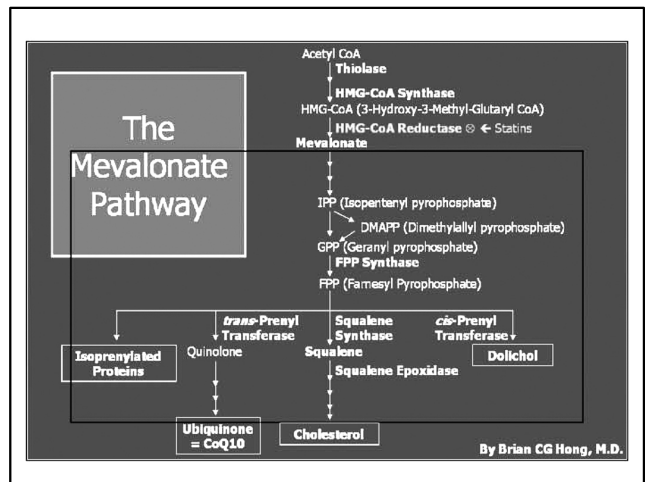 The
Mevalonate
Pathway
Acetyl CoA
Thiolase
HMG-CoA Synthase
HMG-CoA (3-Hydroxy-3-Methyl-Glutaryl CoA)
HMG-CoA Reductase ⊗ ← Statins
Mevalonate
IPP (Isopentenyl pyrophosphate)
DMAPP (Dimethylallyl pyrophosphate)
GPP (Geranyl pyrophosphate)
FPP Synthase
FPP (Farnesyl Pyrophosphate)
trans-Prenyl
Transferase
Squalene
Synthase
cis-Prenyl
Transferase
Isoprenylated
Proteins
Quinolone
Squalene
Dolichol
Squalene Epoxidase
Ubiquinone
= CoQ10
Cholesterol
By Brian CG Hong, M.D.